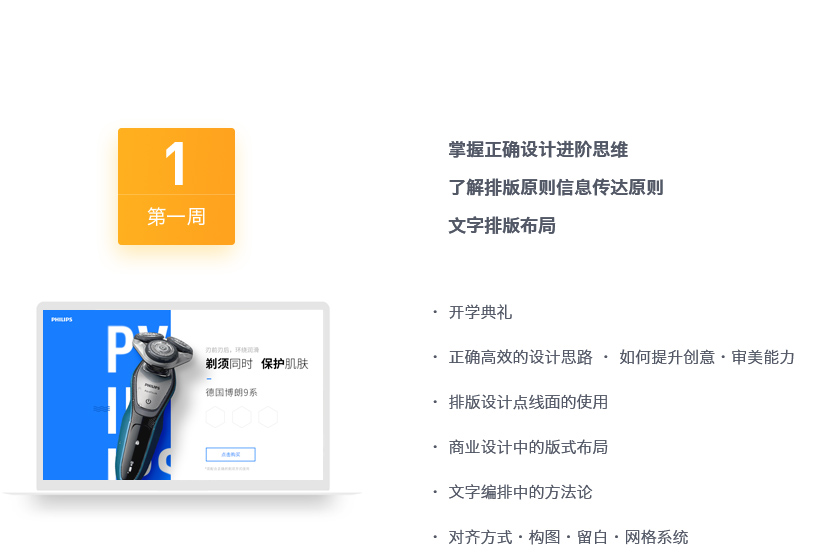 1
第一周
掌握正确设计进阶思维
了解排版原则信息传达原则
文字排版布局
PHILIPS
剃须同时 保护肌肤
德国博朗9系
点击购买
PHILIPS
· 开学典礼
· 正确高效的设计思路 · 如何提升创意·审美能力
· 排版设计点线面的使用
· 商业设计中的版式布局
· 文字编排中的方法论
· 对齐方式·构图·留白·网格系统